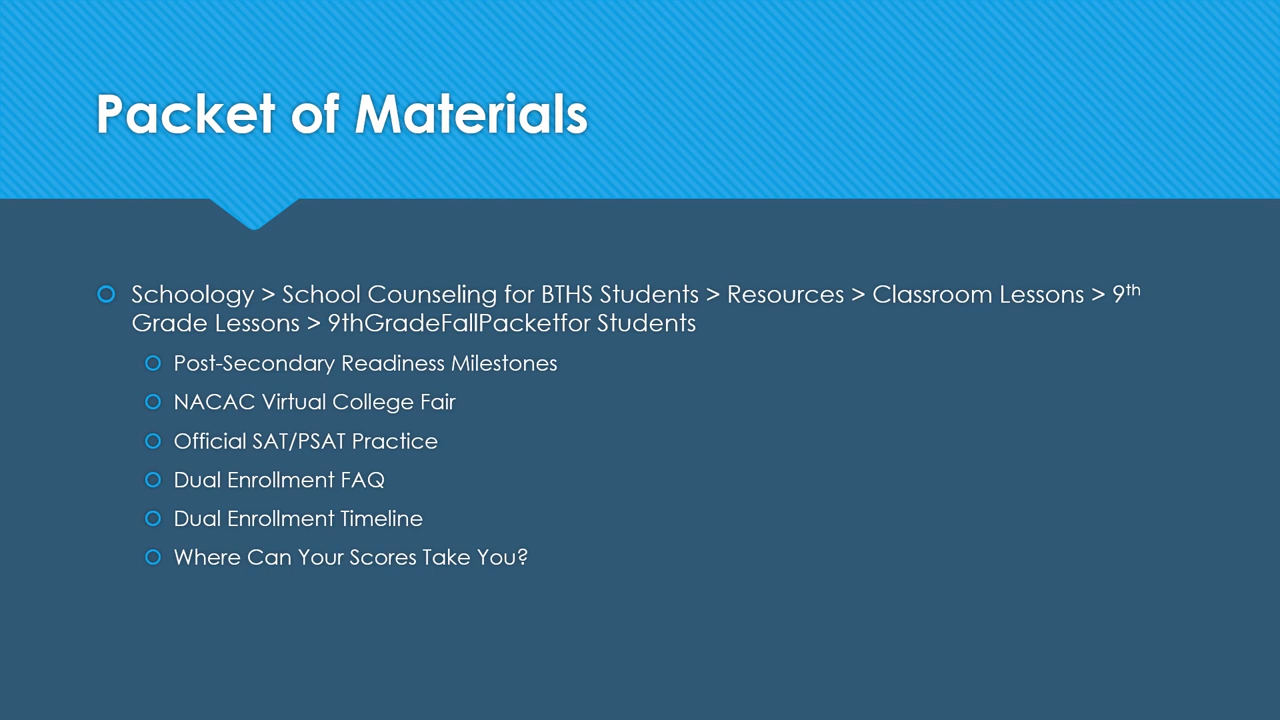 Packet of Materials
Schoology > School Counseling for BTHS Students > Resources > Classroom Lessons > 9th
Grade Lessons > 9thGradeFallPacketfor Students
Post-Secondary Readiness Milestones
NACAC Virtual College Fair
Official SAT/PSAT Practice
Dual Enrollment FAQ
Dual Enrollment Timeline
Where Can Your Scores Take You?